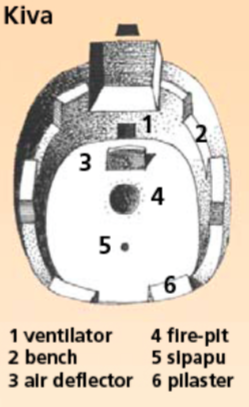 Kiva
1
2
3
4
5
6
1 ventilator 4 fire-pit
2 bench 5 sipapu
3 air deflector 6 pilaster